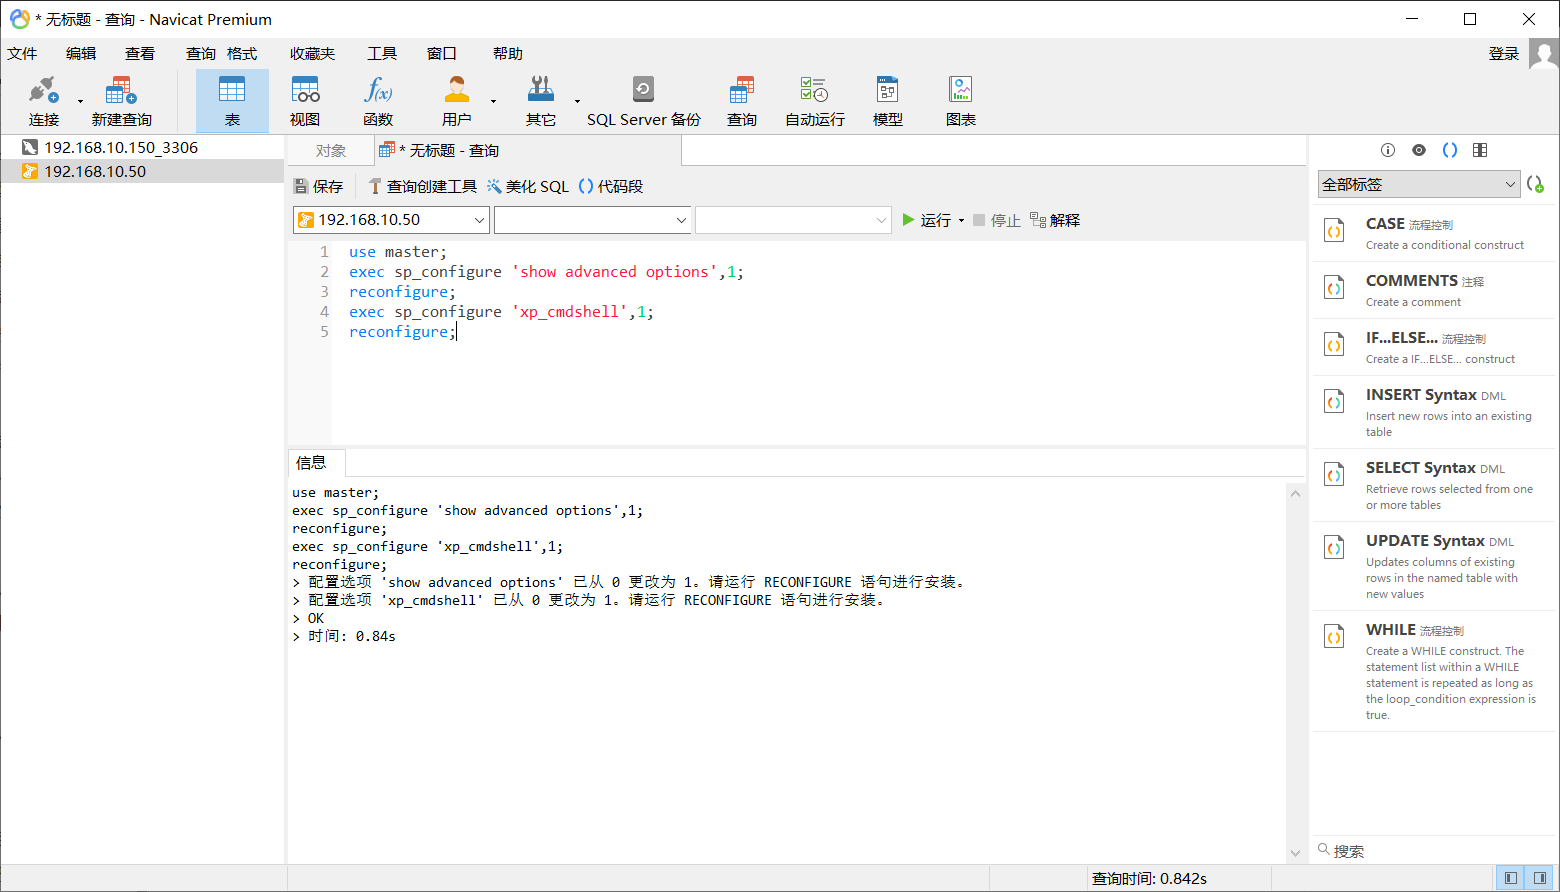 * 无标题 - 查询 - Navicat Premium
文件 编辑 查看 查询 格式 收藏夹 工具 窗口 帮助 登录
连接 新建查询 表 视图 函数 用户 其它 SQL Server 备份 查询 自动运行 模型 图表
192.168.10.150_3306
192.168.10.50
对象 * 无标题 - 查询
保存 查询创建工具 美化 SQL 代码段
192.168.10.50 运行 停止 解释
1 use master;
2 exec sp_configure 'show advanced options',1;
3 reconfigure;
4 exec sp_configure 'xp_cmdshell',1;
5 reconfigure;
信息
use master;
exec sp_configure 'show advanced options',1;
reconfigure;
exec sp_configure 'xp_cmdshell',1;
reconfigure;
> 配置选项 'show advanced options' 已从 0 更改为 1。请运行 RECONFIGURE 语句进行安装。
> 配置选项 'xp_cmdshell' 已从 0 更改为 1。请运行 RECONFIGURE 语句进行安装。
> OK
> 时间: 0.84s
全部标签
CASE 流程控制
Create a conditional construct
COMMENTS 注释
Create a comment
IF...ELSE... 流程控制
Create a IF...ELSE... construct
INSERT Syntax DML
Insert new rows into an existing
table
SELECT Syntax DML
Retrieve rows selected from one
or more tables
UPDATE Syntax DML
Updates columns of existing
rows in the named table with
new values
WHILE 流程控制
Create a WHILE construct. The
statement list within a WHILE
statement is repeated as long as
the loop_condition expression is
true.
搜索
查询时间: 0.842s